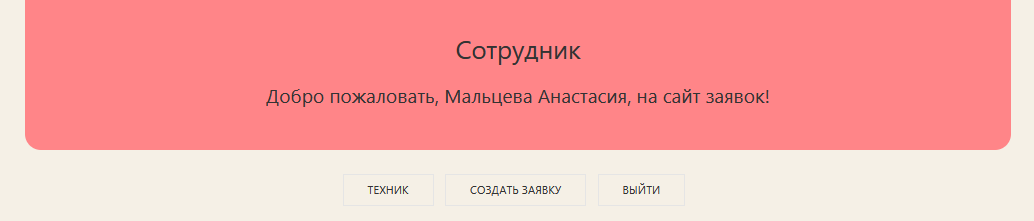 Сотрудник
Добро пожаловать, Мальцева Анастасия, на сайт заявок!
ТЕХНИК СОЗДАТЬ ЗАЯВКУ ВЫЙТИ